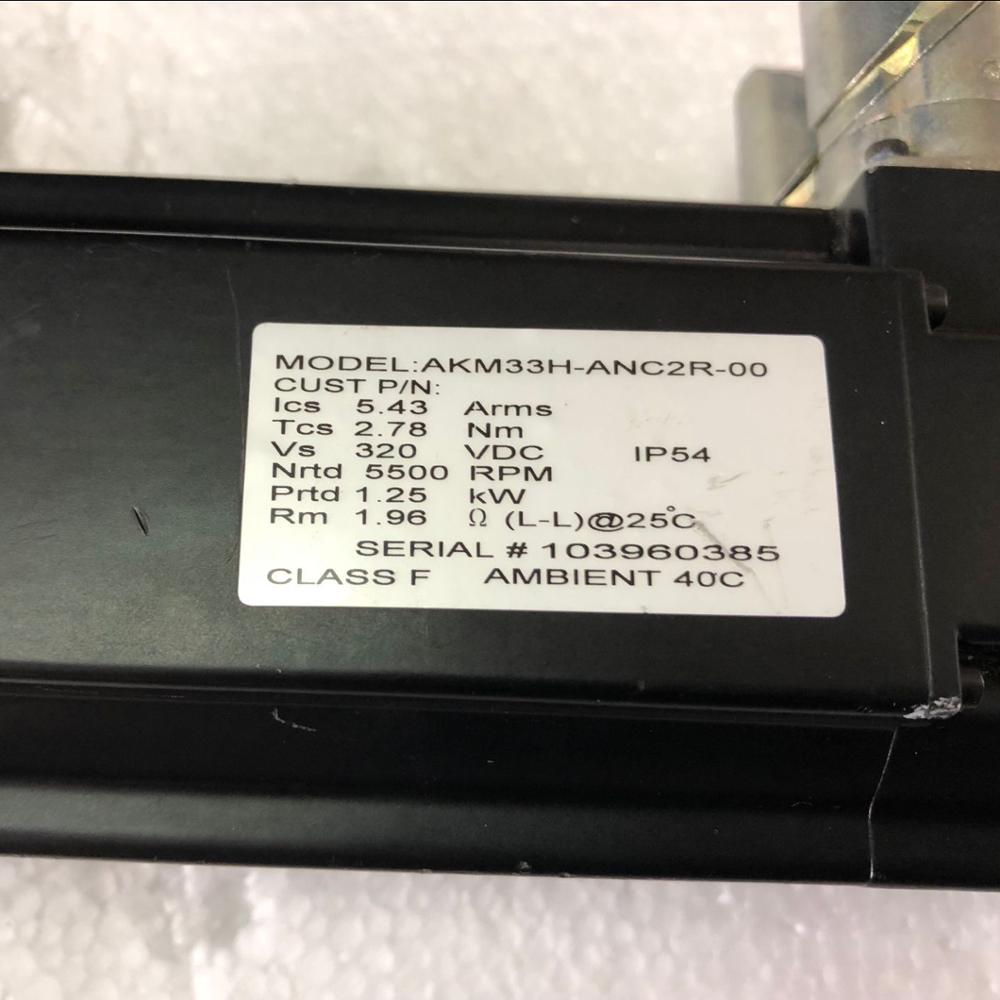 MODEL:AKM33H-ANC2R-00
CUST P/N:
Ics 5.43 Arms
Tcs 2.78 Nm
Vs 320 VDC IP54
Nrtd 5500 RPM
Prtd 1.25 kW
Rm 1.96 Ω (L-L)@25°C
SERIAL # 103960385
CLASS F AMBIENT 40°C